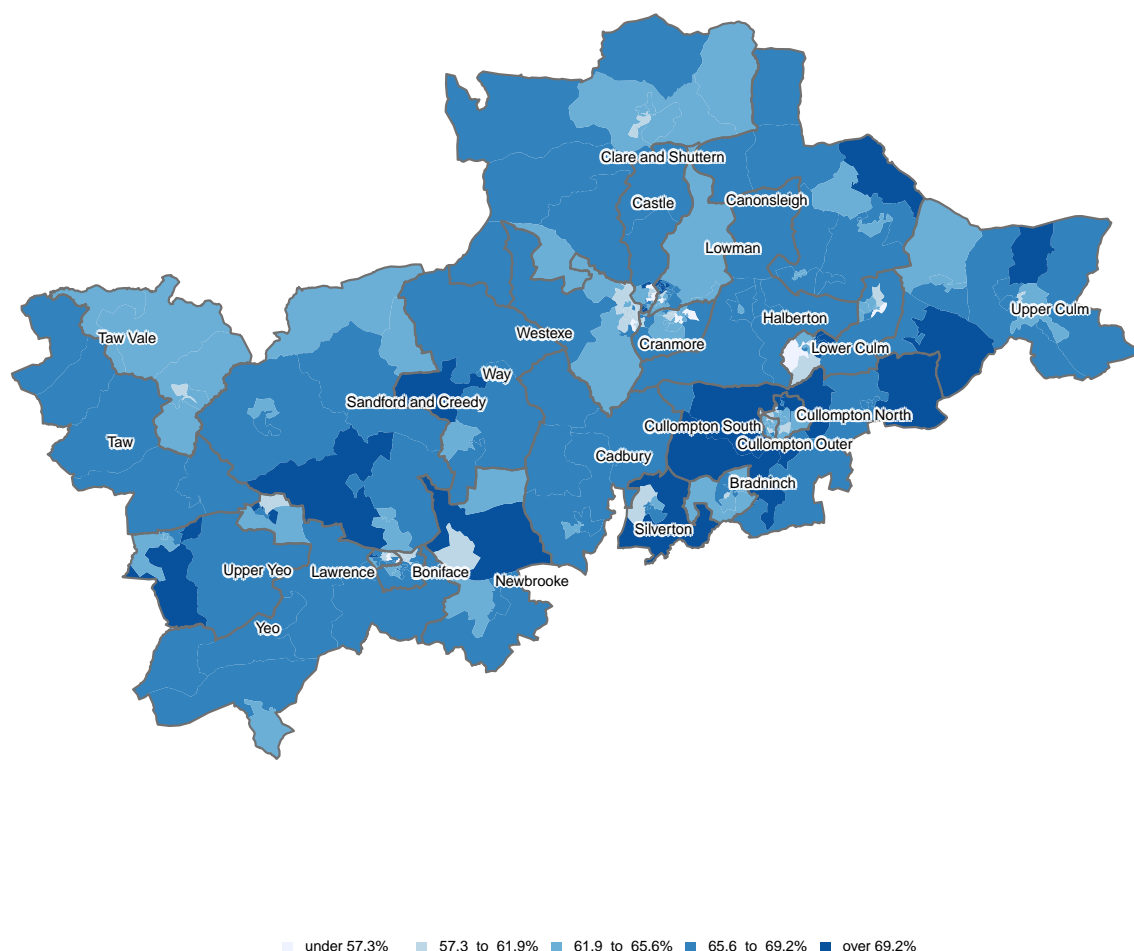 Clare and Shuttern
Castle
Canonsleigh
Lowman
Upper Culm
Halberton
Taw Vale
Westexe
Cranmore
Lower Culm
Way
Sandford and Creedy
Cullompton North
Cullompton South
Taw
Cullompton Outer
Cadbury
Bradninch
Silverton
Upper Yeo
Lawrence
Boniface
Newbrooke
Yeo
under 57.3% 57.3 to 61.9% 61.9 to 65.6% 65.6 to 69.2% over 69.2%